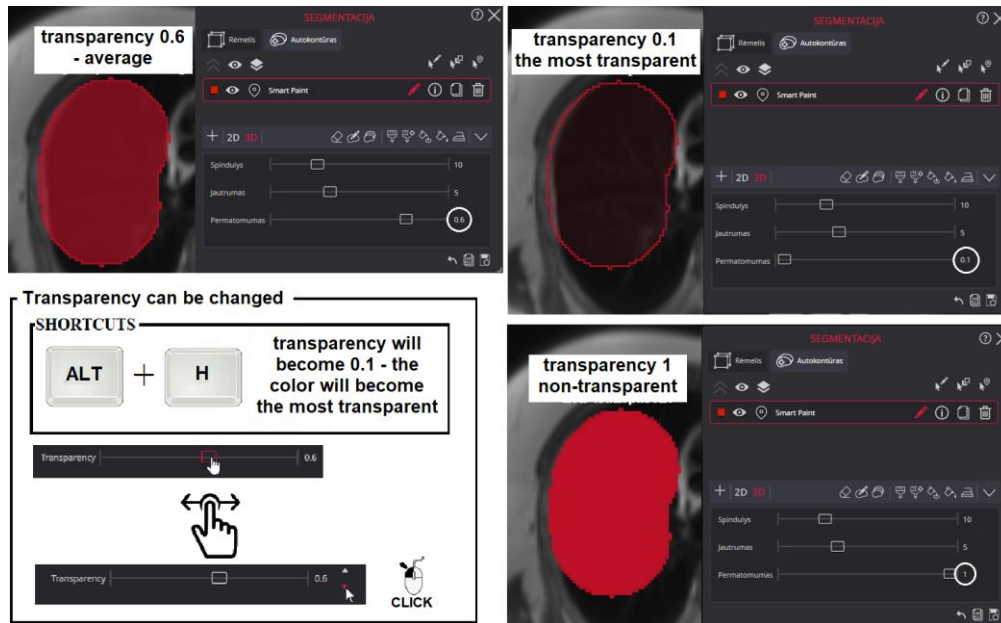 SEGMENTACIJA
transparency 0.6
- average
Rėmelis
Autokontūras
Smart Paint
2D 3D
Spindulys 10
Jautrumas 5
Permatomumas 0.6
SEGMENTACIJA
transparency 0.1
the most transparent
Rėmelis
Autokontūras
Smart Paint
2D 3D
Spindulys 10
Jautrumas 5
Permatomumas 0.1
Transparency can be changed
SHORTCUTS
ALT + H
transparency will
become 0.1 - the
color will become
the most transparent
Transparency 0.6
Transparency 0.6
CLICK
SEGMENTACIJA
transparency 1
non-transparent
Rėmelis
Autokontūras
Smart Paint
2D 3D
Spindulys 10
Jautrumas 5
Permatomumas 1